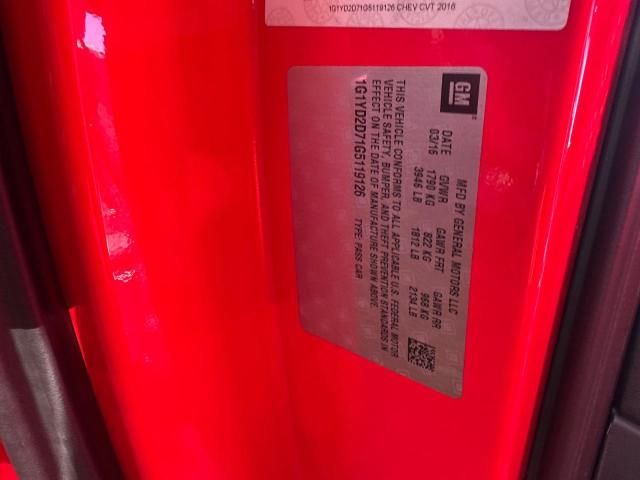 1G1YD2D71G5119126 CHEV CVT 2016
GM
MFD BY GENERAL MOTORS LLC
DATE GVWR GAWR FRT GAWR RR
03/16 1790 KG 822 KG 968 KG
3946 LB 1812 LB 2134 LB
THIS VEHICLE CONFORMS TO ALL APPLICABLE U.S. FEDERAL MOTOR
VEHICLE SAFETY, BUMPER, AND THEFT PREVENTION STANDARDS IN
EFFECT ON THE DATE OF MANUFACTURE SHOWN ABOVE.
1G1YD2D71G5119126 TYPE: PASS CAR